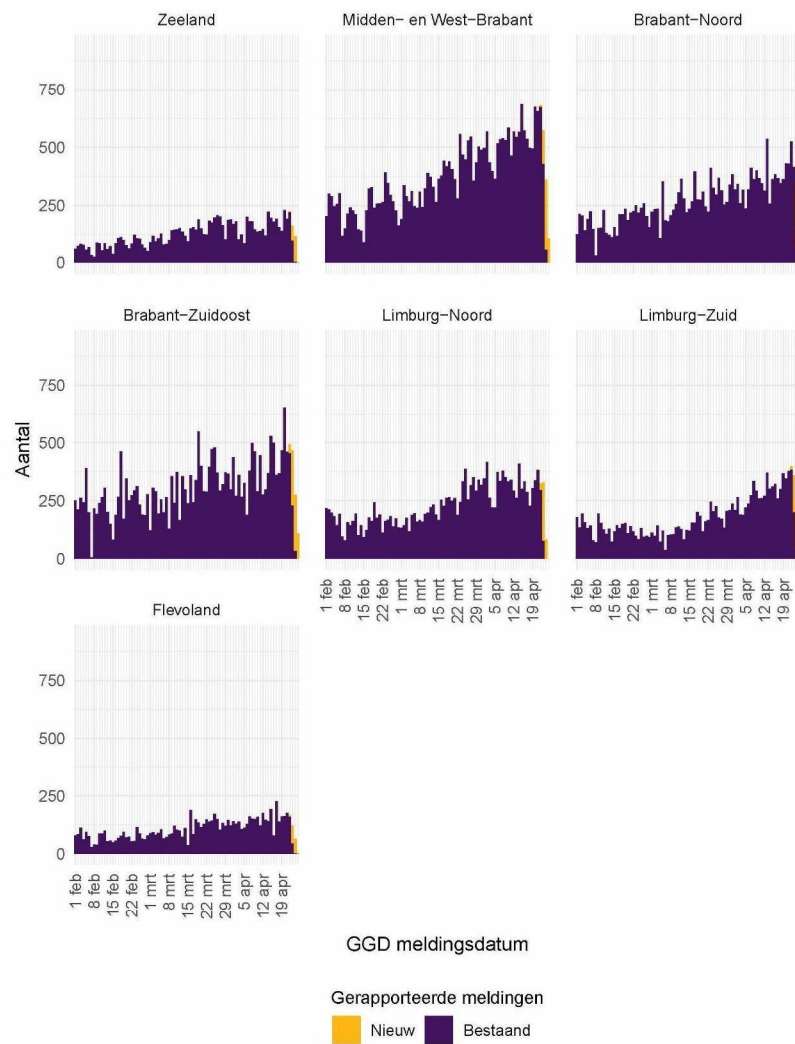 Zeeland
Midden- en West-Brabant
Brabant-Noord
750
500
250
0
Brabant-Zuidoost
Limburg-Noord
Limburg-Zuid
Aantal
750
500
250
0
1 feb
8 feb
15 feb
22 feb
1 mrt
8 mrt
15 mrt
22 mrt
29 mrt
5 apr
12 apr
19 apr
1 feb
8 feb
15 feb
22 feb
1 mrt
8 mrt
15 mrt
22 mrt
29 mrt
5 apr
12 apr
19 apr
Flevoland
750
500
250
0
1 feb
8 feb
15 feb
22 feb
1 mrt
8 mrt
15 mrt
22 mrt
29 mrt
5 apr
12 apr
19 apr
GGD meldingsdatum
Gerapporteerde meldingen
Nieuw
Bestaand